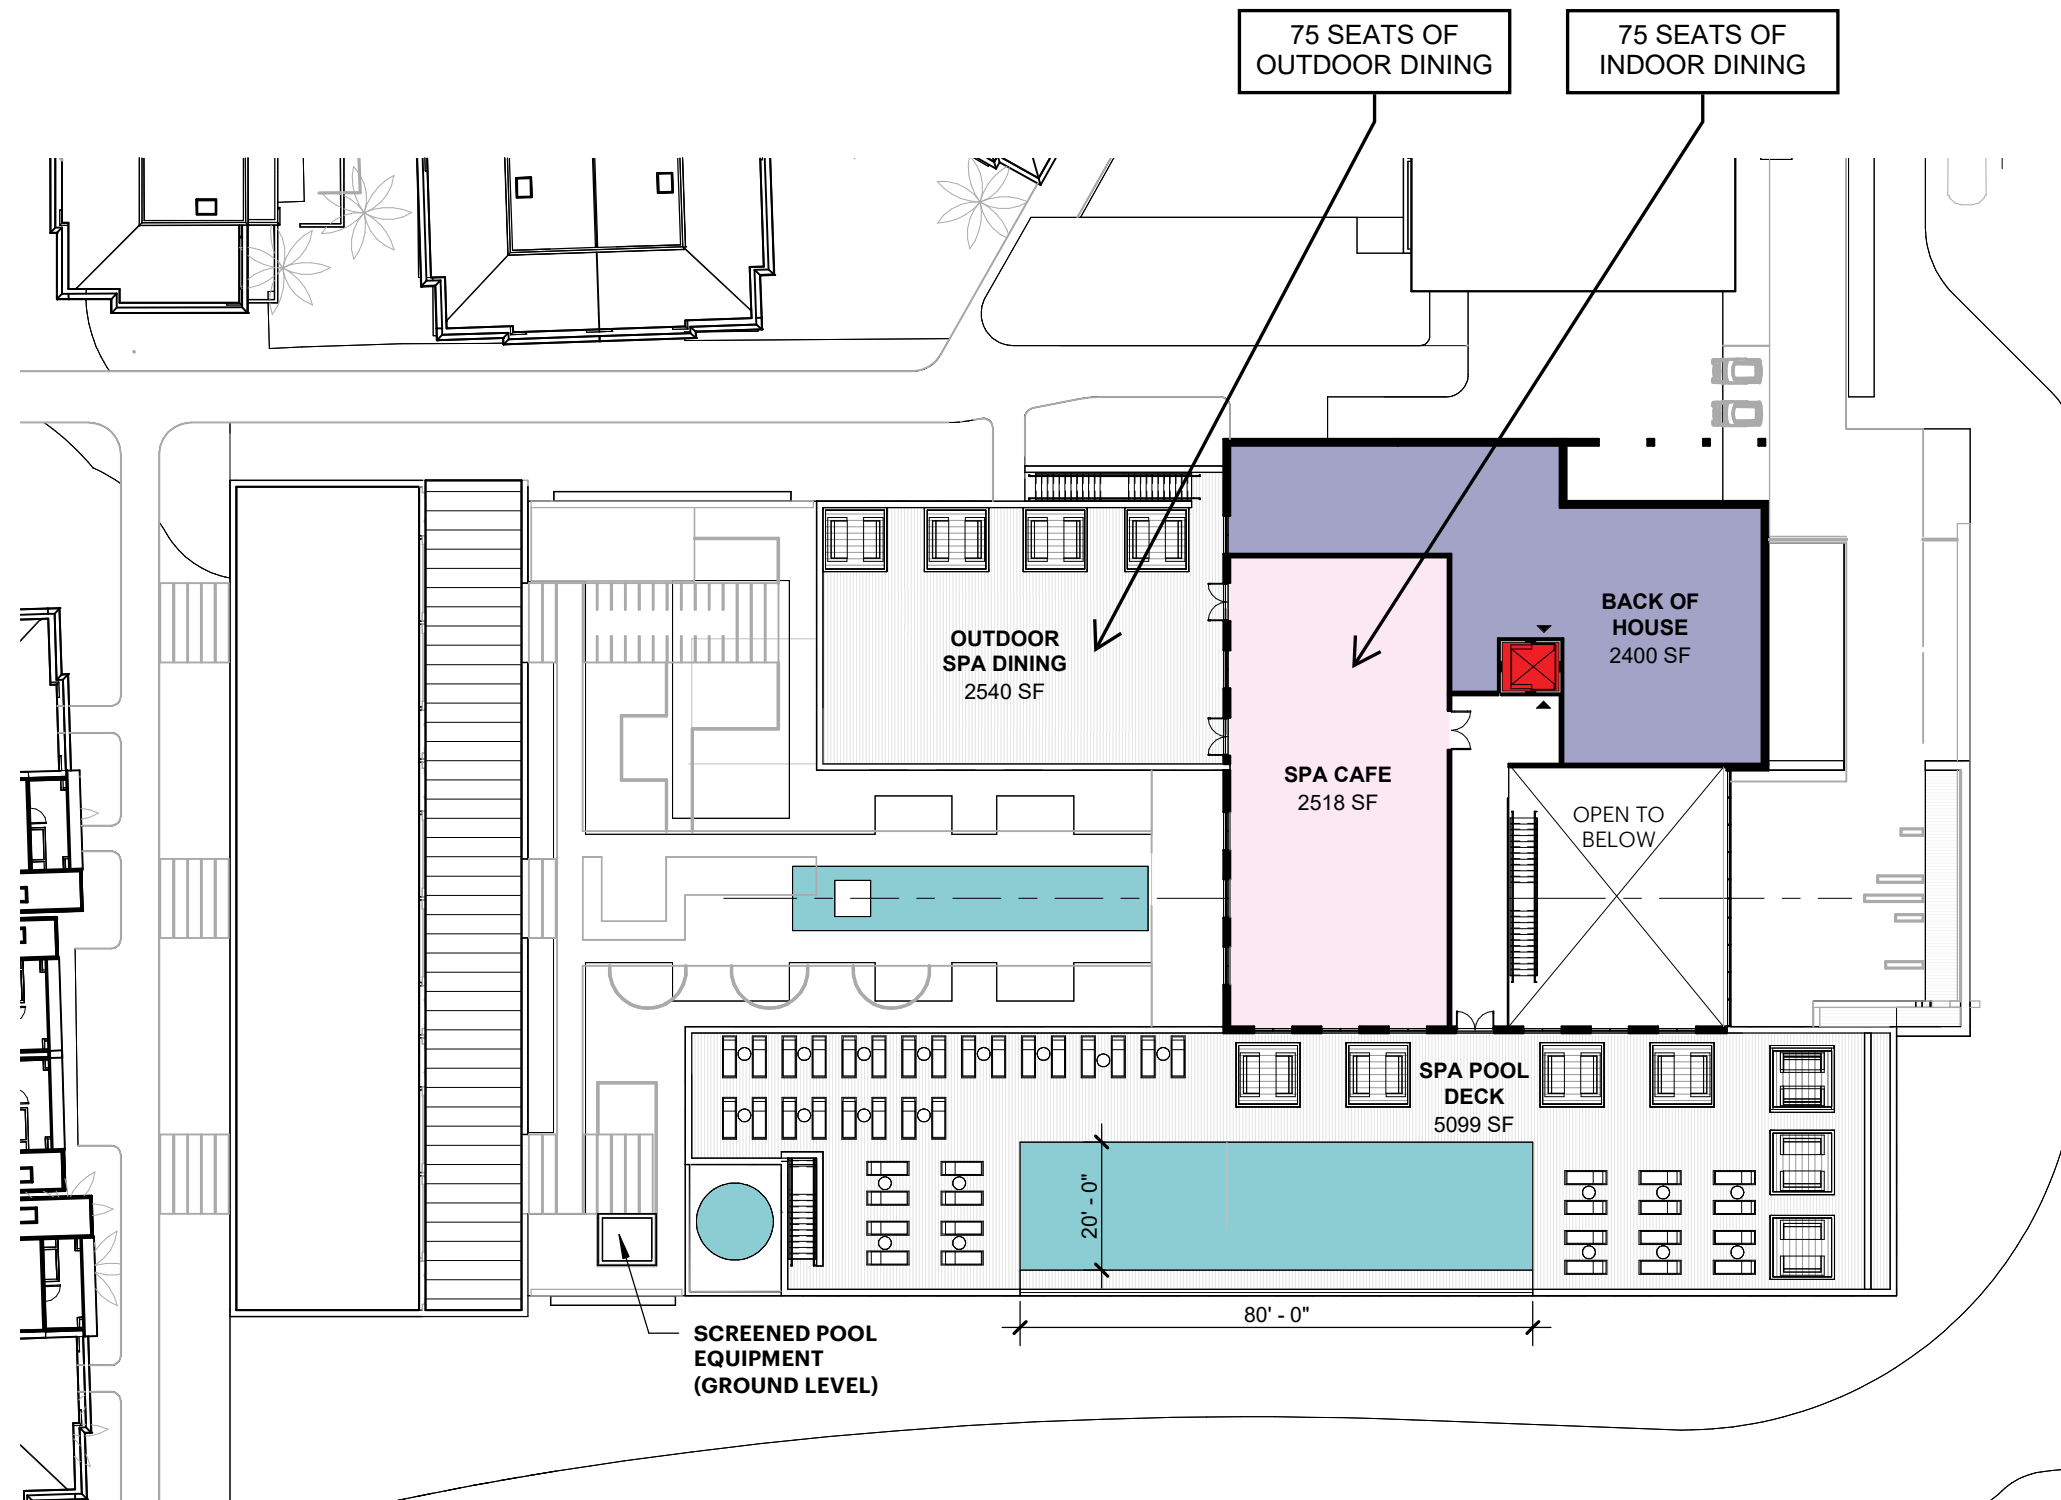 75 SEATS OF
OUTDOOR DINING
75 SEATS OF
INDOOR DINING
BACK OF
HOUSE
2400 SF
OUTDOOR
SPA DINING
2540 SF
SPA CAFE
2518 SF
OPEN TO
BELOW
SPA POOL
DECK
5099 SF
20' - 0"
80' - 0"
SCREENED POOL
EQUIPMENT
(GROUND LEVEL)